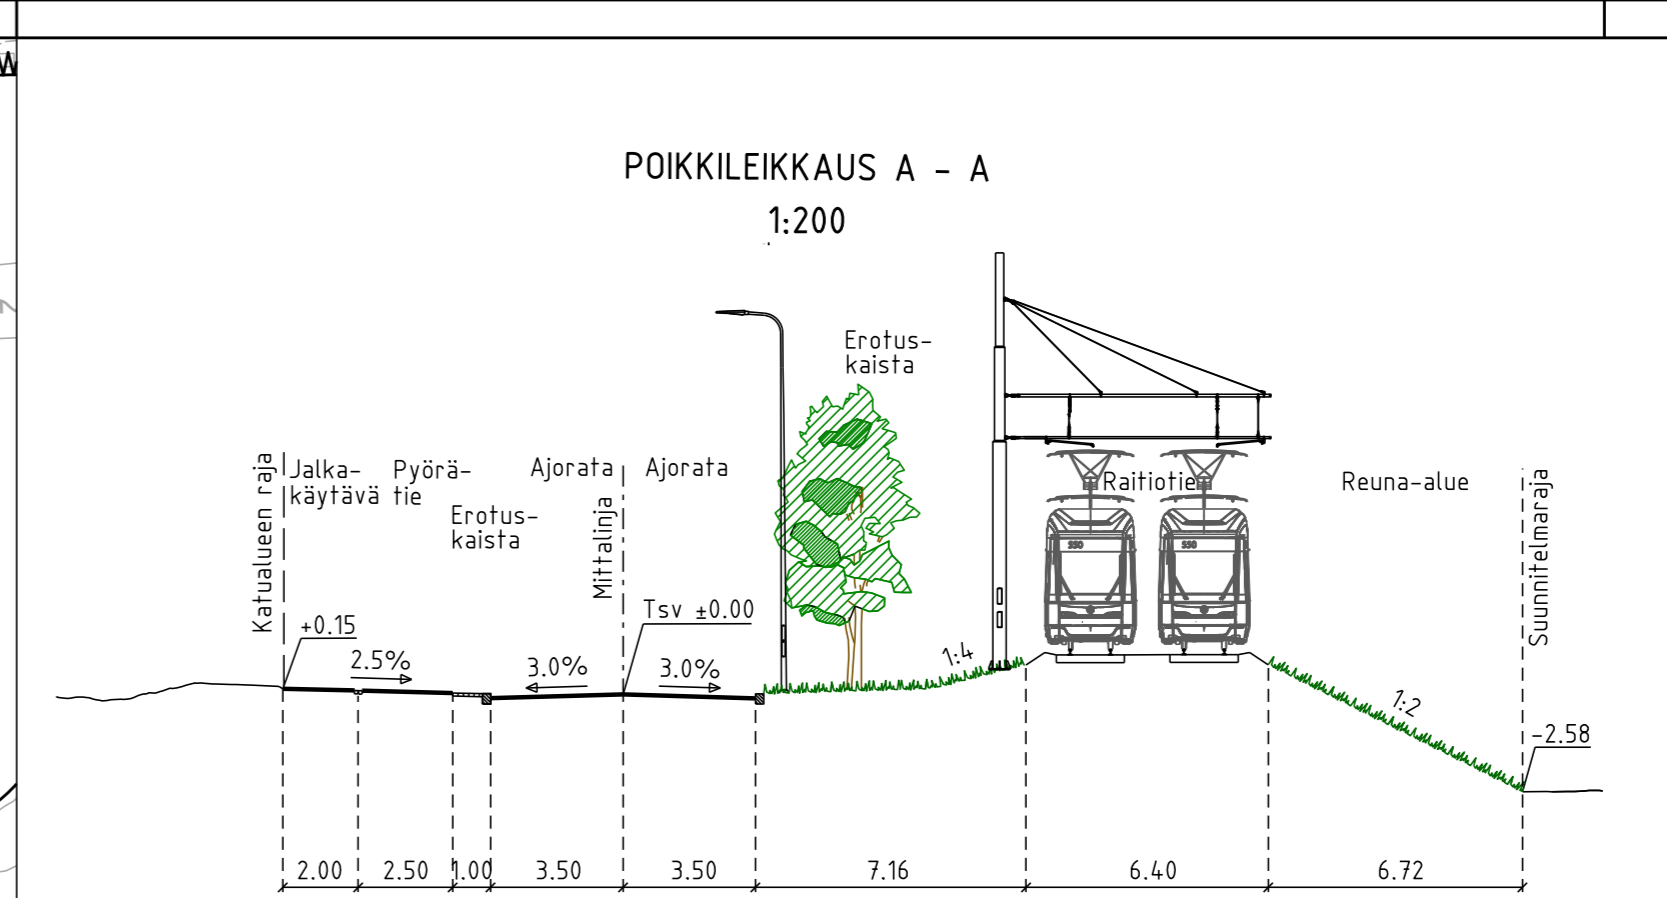 POIKKILEIKKAUS A - A
1:200
Erotus-
kaista
Katualueen raja
Jalka-
käytävä
Pyörä-
tie
Erotus-
kaista
Ajorata
Mittalinja
Ajorata
Raitiotie
Reuna-alue
Suunnitelmaraja
+0.15
2.5%
3.0%
Tsv ±0.00
3.0%
1:4
1:2
-2.58
2.00
2.50
1.00
3.50
3.50
7.16
6.40
6.72